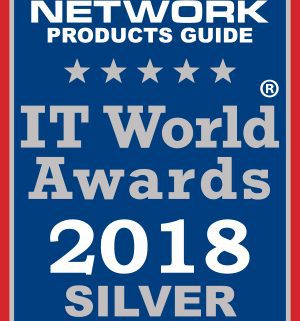 NETWORK
PRODUCTS GUIDE
®
IT World
Awards
2018
SILVER